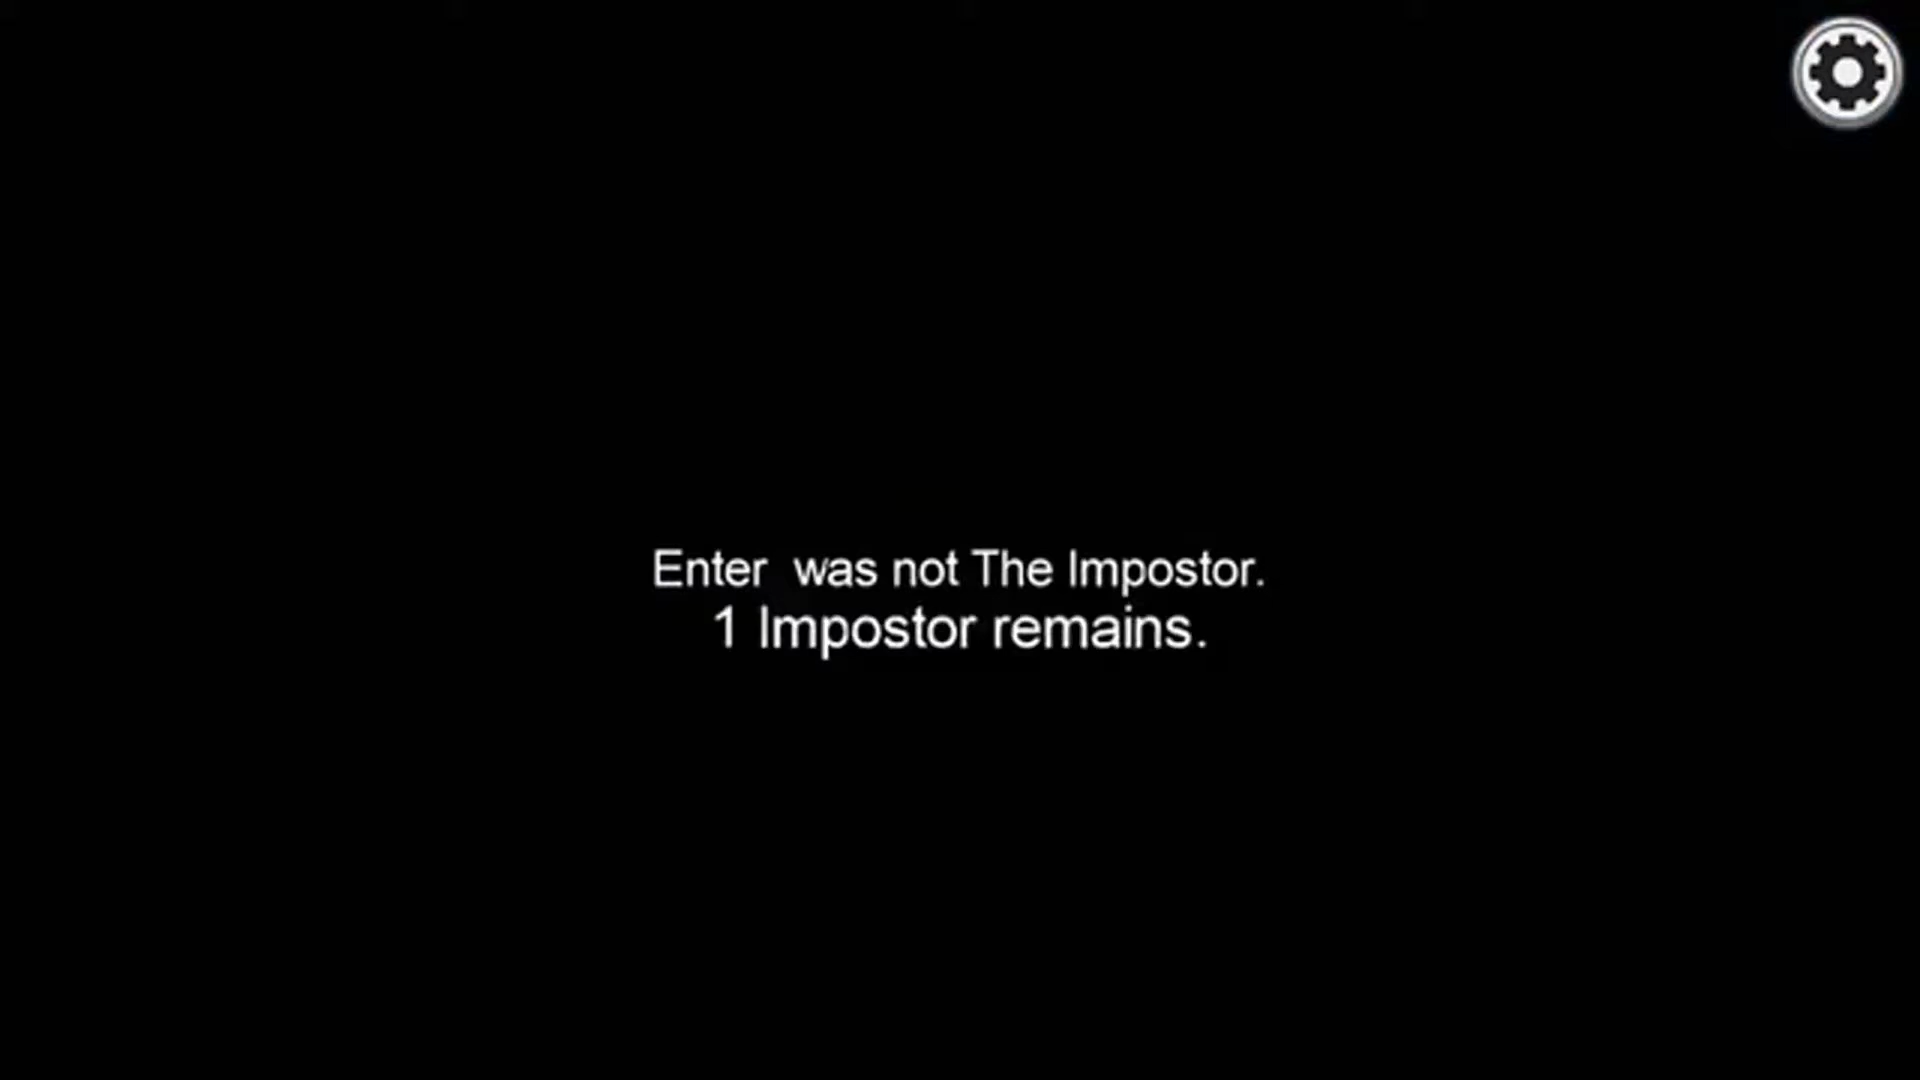 Enter  was not The Impostor.
1 Impostor remains.